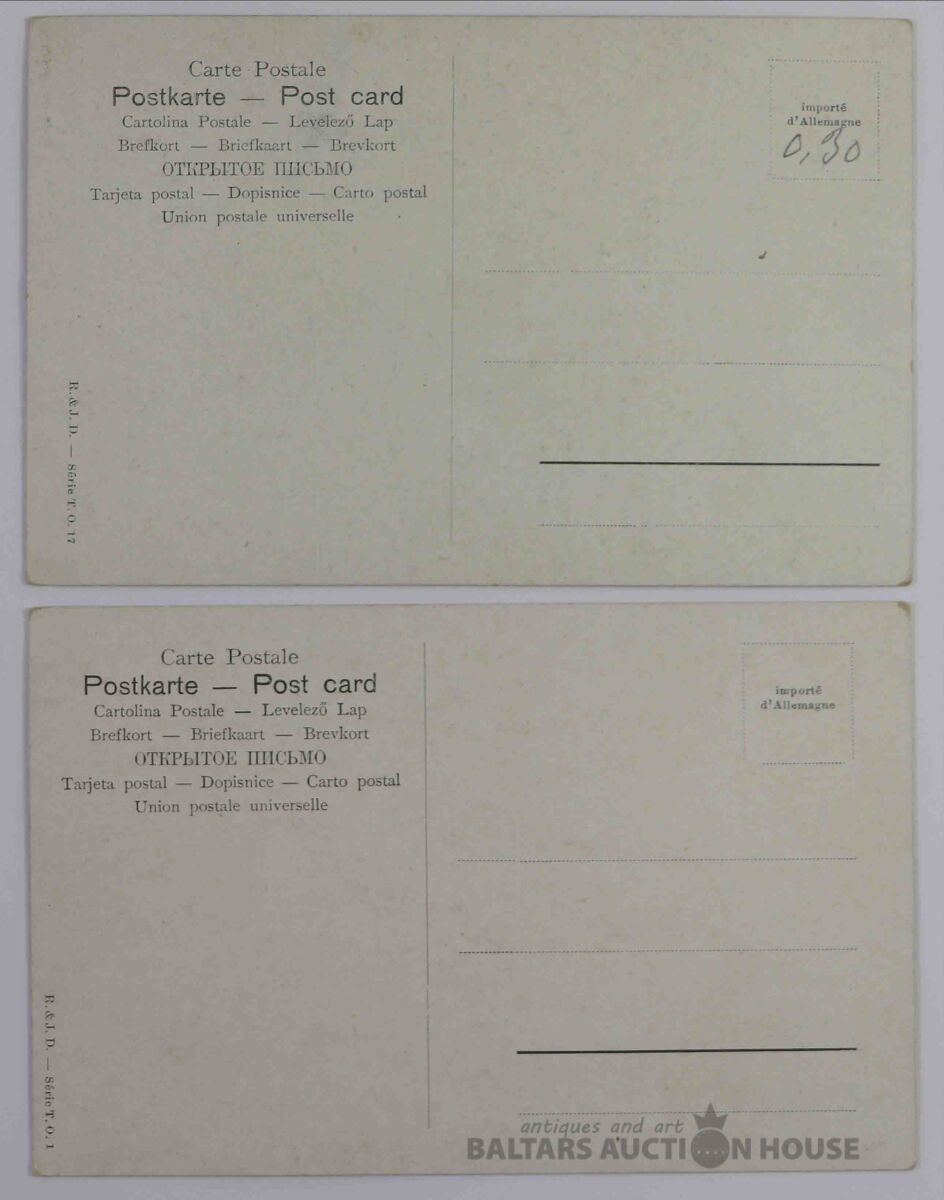 Carte Postale
Postkarte — Post card
Cartolina Postale — Levelező Lap
Brefkort — Briefkaart — Brevkort
ОТКРЫТОЕ ПИСЬМО
Tarjeta postal — Dopisnice — Carto postal
Union postale universelle
importé
d'Allemagne
0,30
R. & J. D. — Série T. O. 17
Carte Postale
Postkarte — Post card
Cartolina Postale — Levelező Lap
Brefkort — Briefkaart — Brevkort
ОТКРЫТОЕ ПИСЬМО
Tarjeta postal — Dopisnice — Carto postal
Union postale universelle
importé
d'Allemagne
R. & J. D. — Série T. O. 1
antiques and art
BALTARS AUCTION HOUSE